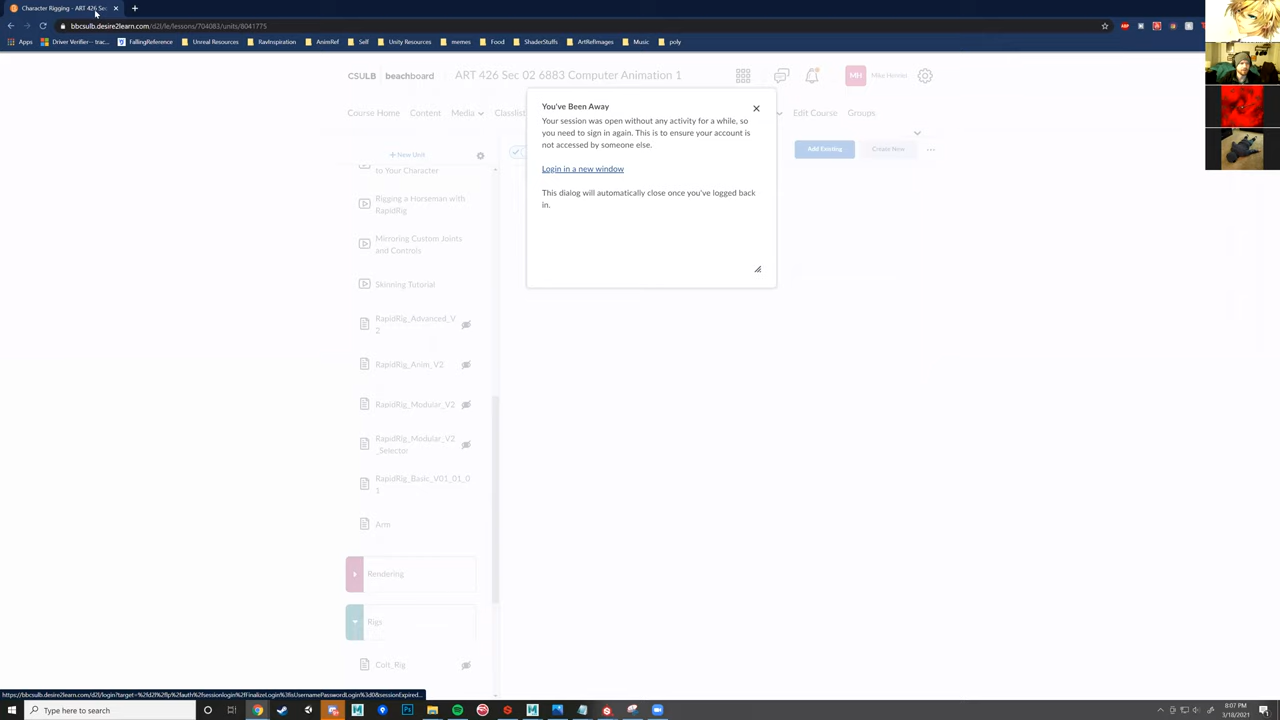 Character Rigging - ART 426 Sec
bbcsulb.desire2learn.com/d2l/le/lessons/704083/units/8041775
Apps
Driver Verifier -- trac...
FallingReference
Unreal Resources
RavInspiration
AnimRef
Self
Unity Resources
memes
Food
ShaderStuffs
ArtRefImages
Music
poly
CSULB beachboard
ART 426 Sec 02 6883 Computer Animation 1
MH
Course Home
Content
Media
Classlist
Edit Course
Groups
You've Been Away
Your session was open without any activity for a while, so
you need to sign in again. This is to ensure your account is
not accessed by someone else.
Login in a new window
This dialog will automatically close once you've logged back
in.
+ New Unit
Add Existing
Create New
to Your Character
Rigging a Horseman with
RapidRig
Mirroring Custom Joints
and Controls
Skinning Tutorial
RapidRig_Advanced_V
2
RapidRig_Anim_V2
RapidRig_Modular_V2
RapidRig_Modular_V2
_Selector
RapidRig_Basic_V01_01_0
1
Arm
Rendering
Rigs
Colt_Rig
Type here to search
8:07 PM
3/18/2021